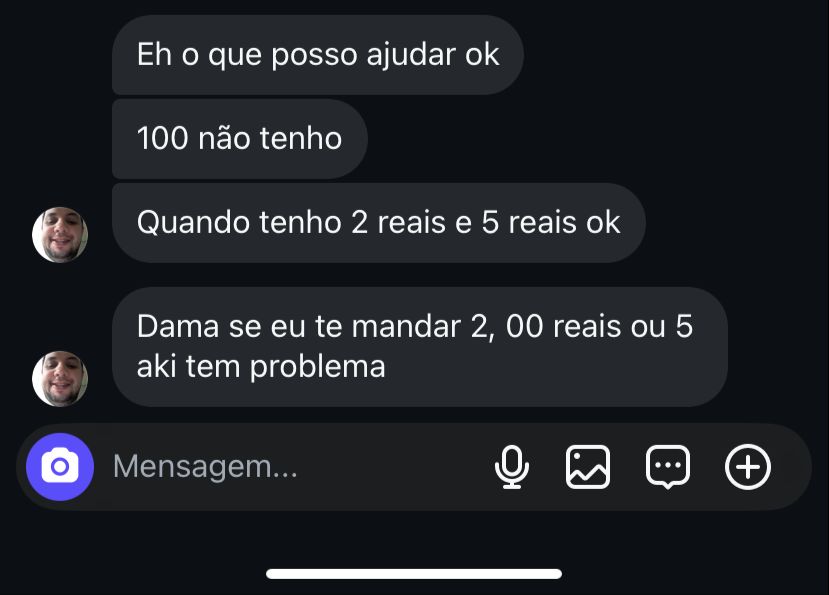 Eh o que posso ajudar ok
100 não tenho
Quando tenho 2 reais e 5 reais ok
Dama se eu te mandar 2, 00 reais ou 5
aki tem problema
Mensagem...